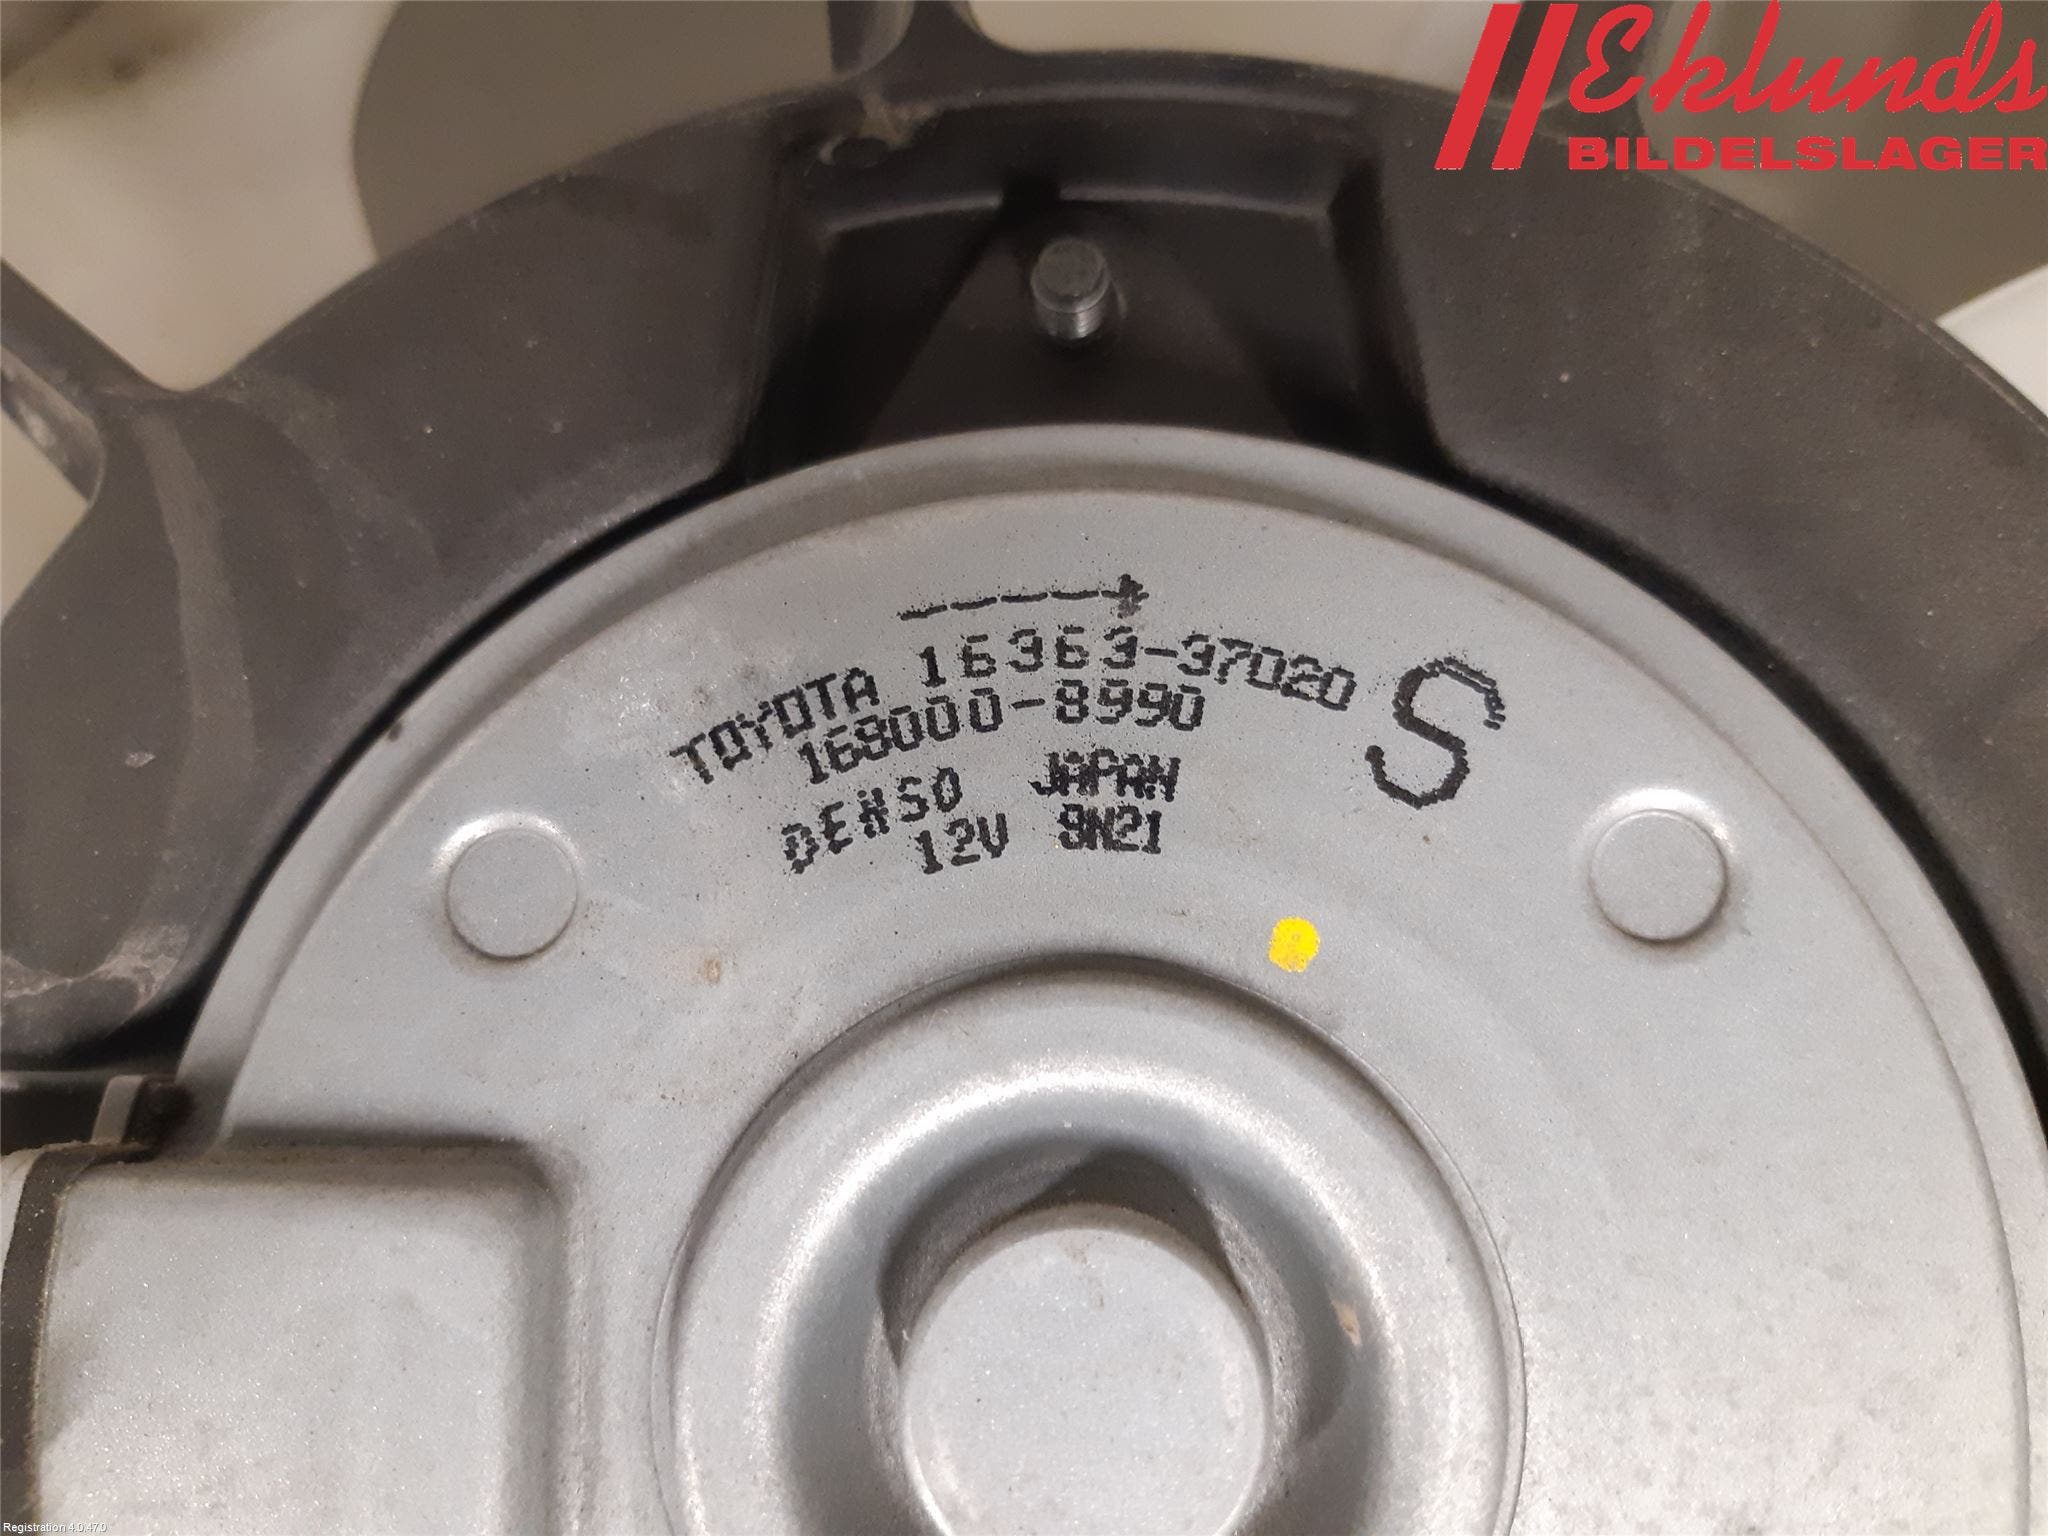 Eklunds
BILDELSLAGER
TOYOTA 16363-37020
168000-8990
S
DENSO JAPAN
12V 9N21
Registration 4.0.470